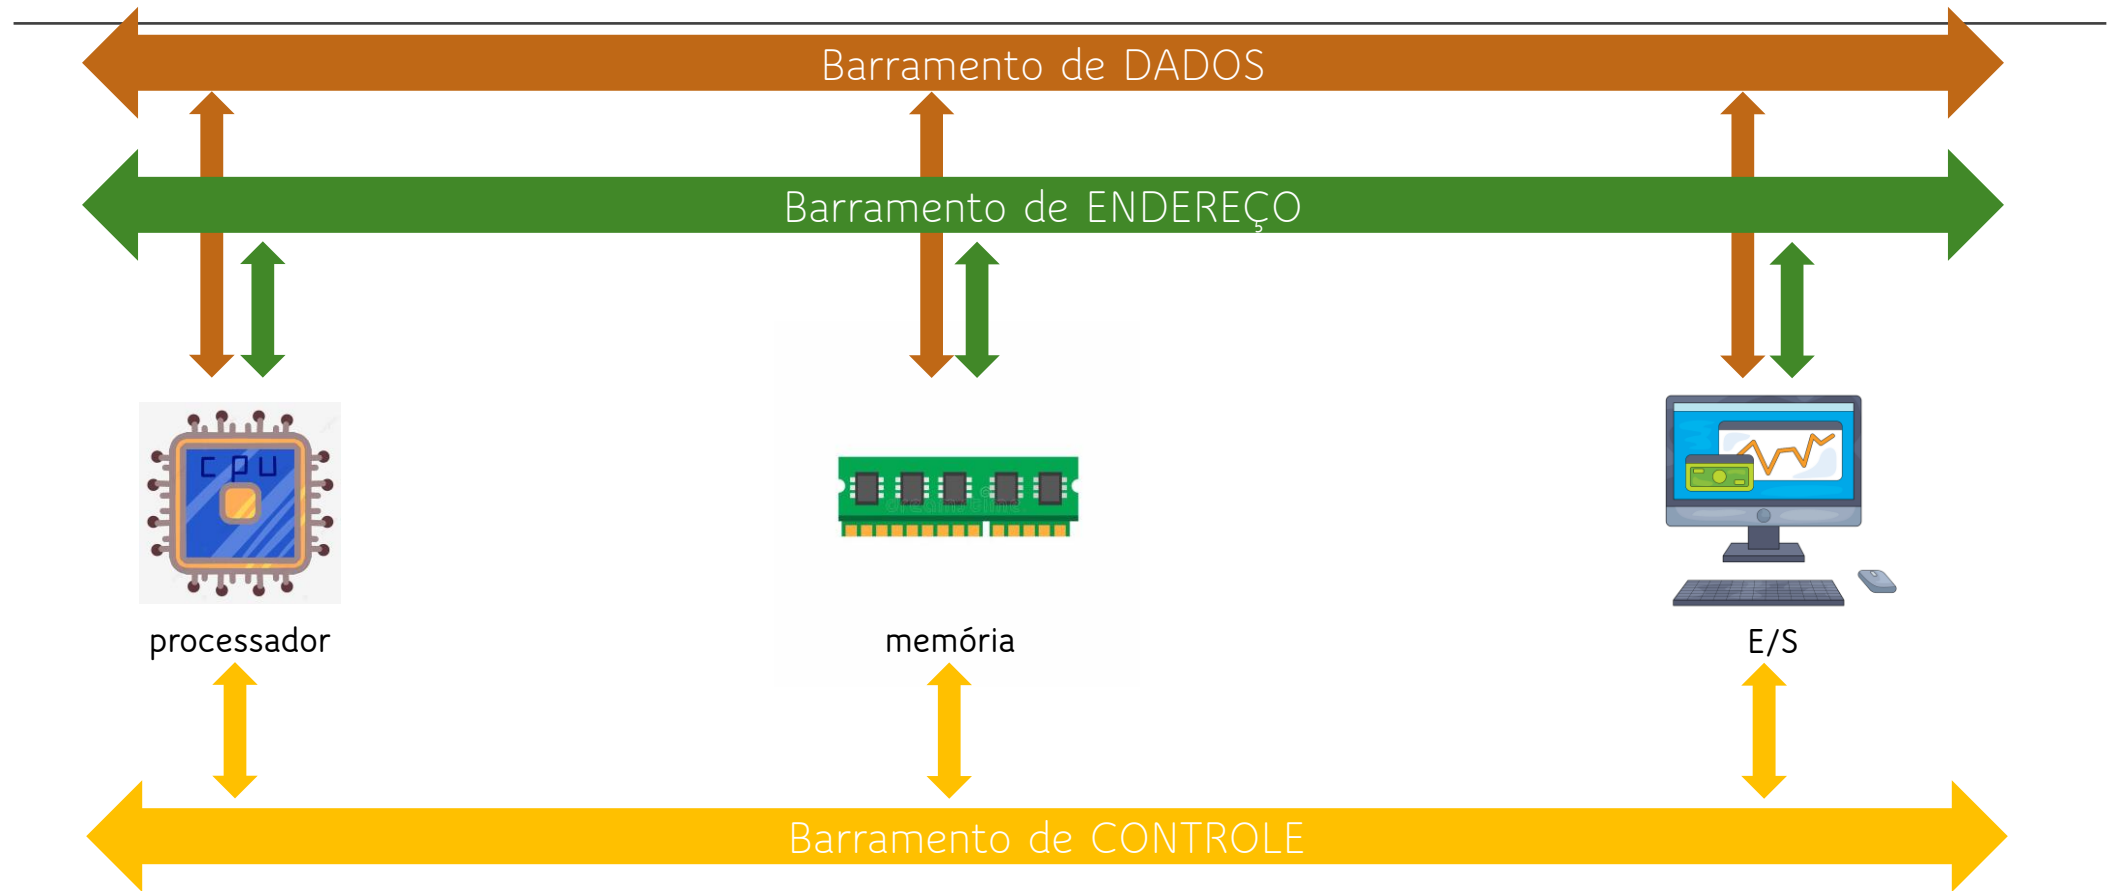 Barramento de DADOS
Barramento de ENDEREÇO
cpu
processador
memória
E/S
Barramento de CONTROLE